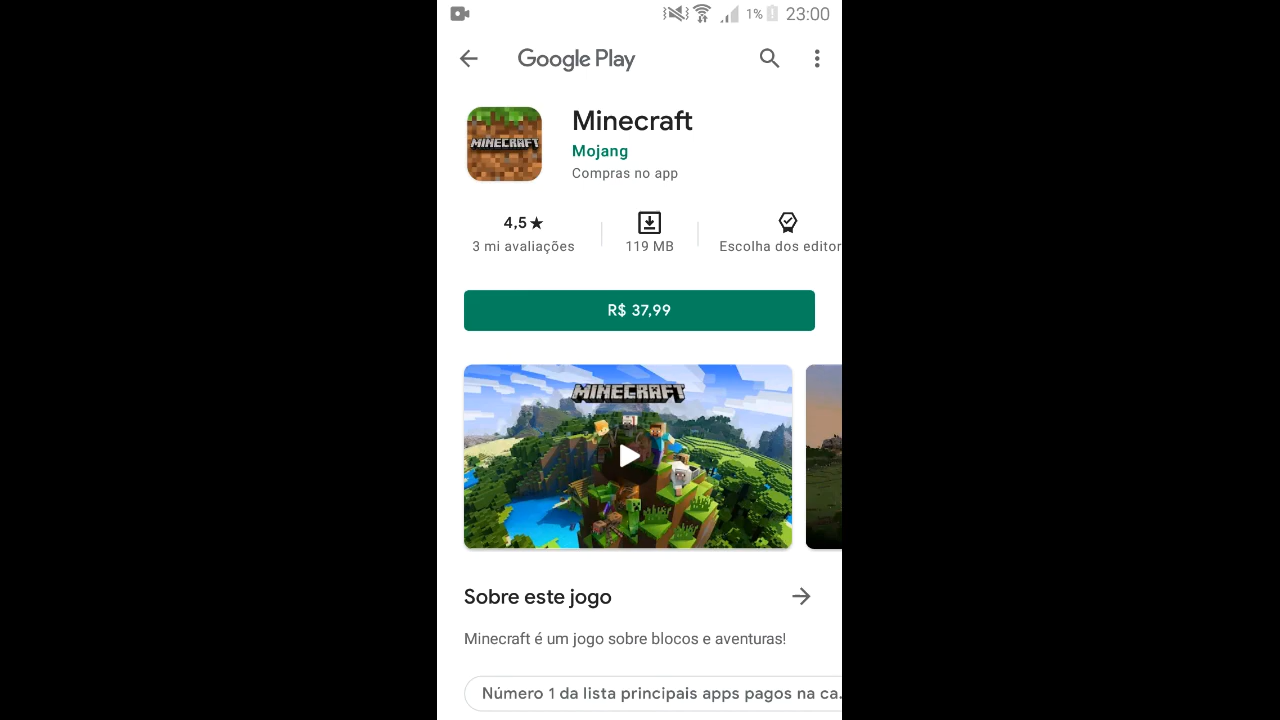 1% 23:00
Google Play
MINECRAFT
Minecraft
Mojang
Compras no app
4,5★
3 mi avaliações
119 MB
Escolha dos editor
R$ 37,99
MINECRAFT
Sobre este jogo
Minecraft é um jogo sobre blocos e aventuras!
Número 1 da lista principais apps pagos na ca.